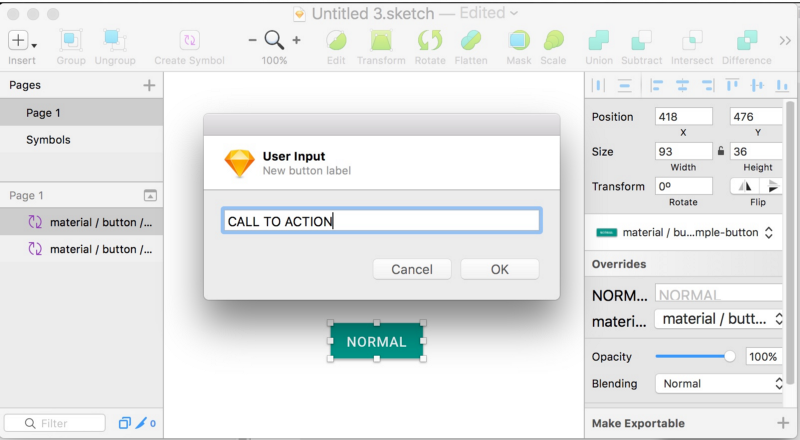 Untitled 3.sketch — Edited
Insert Group Ungroup Create Symbol 100% Edit Transform Rotate Flatten Mask Scale Union Subtract Intersect Difference
Pages
Page 1
Symbols
Page 1
material / button /...
material / button /...
Filter 0
User Input
New button label
CALL TO ACTION
Cancel OK
NORMAL
Position 418 476
X Y
Size 93 36
Width Height
Transform 0º
Rotate Flip
material / bu...mple-button
Overrides
NORM... NORMAL
materi... material / butt...
Opacity 100%
Blending Normal
Make Exportable